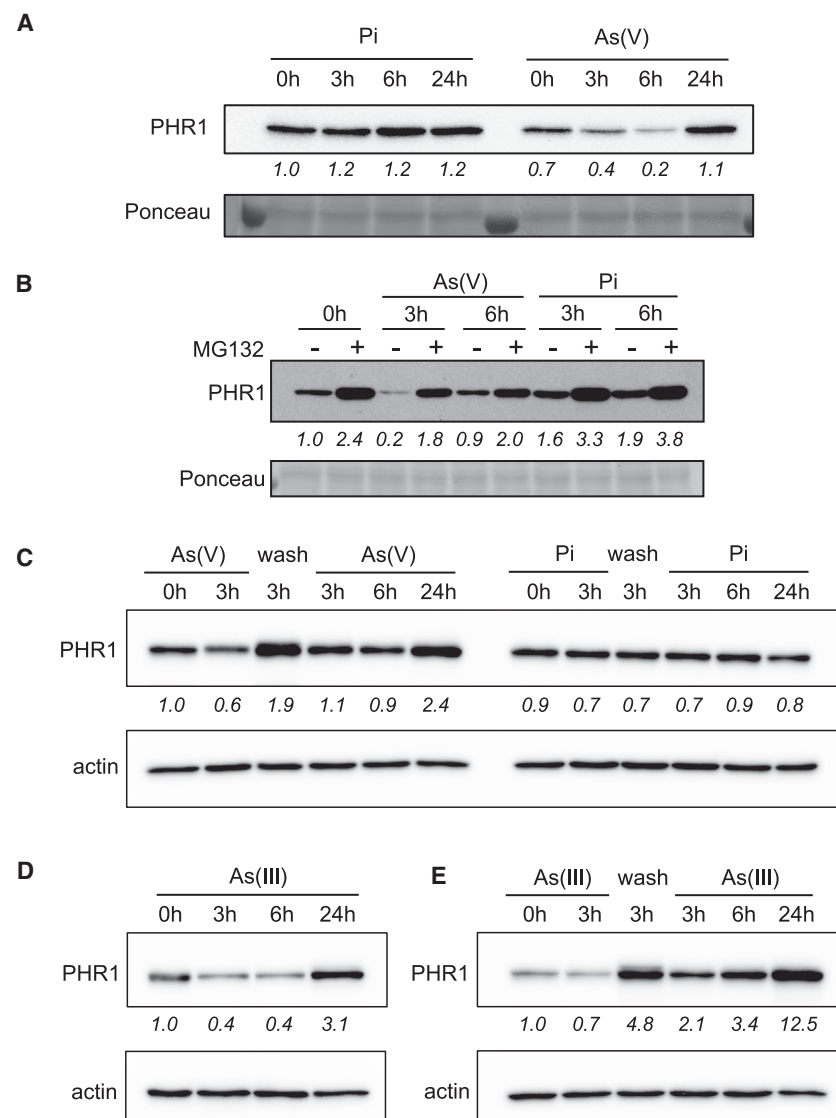 A
Pi As(V)
0h 3h 6h 24h 0h 3h 6h 24h
PHR1
1.0 1.2 1.2 1.2 0.7 0.4 0.2 1.1
Ponceau
B
As(V) Pi
0h 3h 6h 3h 6h
MG132 - + - + - + - + - +
PHR1
1.0 2.4 0.2 1.8 0.9 2.0 1.6 3.3 1.9 3.8
Ponceau
C
As(V) wash As(V) Pi wash Pi
0h 3h 3h 3h 6h 24h 0h 3h 3h 3h 6h 24h
PHR1
1.0 0.6 1.9 1.1 0.9 2.4 0.9 0.7 0.7 0.7 0.9 0.8
actin
D
As(III)
0h 3h 6h 24h
PHR1
1.0 0.4 0.4 3.1
actin
E
As(III) wash As(III)
0h 3h 3h 3h 6h 24h
PHR1
1.0 0.7 4.8 2.1 3.4 12.5
actin